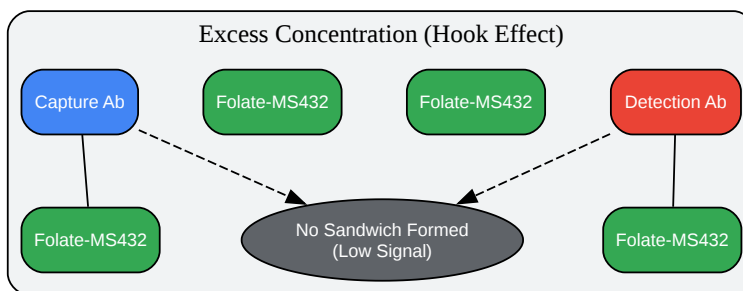 Excess Concentration (Hook Effect)
Capture Ab
Folate-MS432
Folate-MS432
Detection Ab
Folate-MS432
No Sandwich Formed
(Low Signal)
Folate-MS432